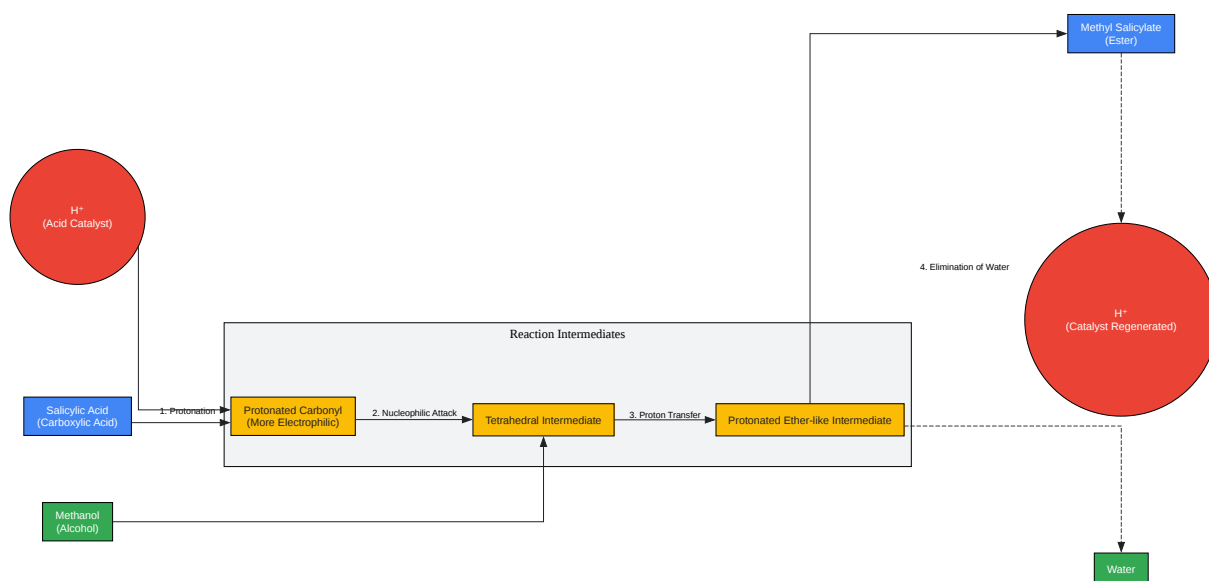 Methyl Salicylate
(Ester)
H⁺
(Acid Catalyst)
4. Elimination of Water
H⁺
(Catalyst Regenerated)
Reaction Intermediates
Salicylic Acid
(Carboxylic Acid)
1. Protonation
Protonated Carbonyl
(More Electrophilic)
2. Nucleophilic Attack
Tetrahedral Intermediate
3. Proton Transfer
Protonated Ether-like Intermediate
Methanol
(Alcohol)
Water